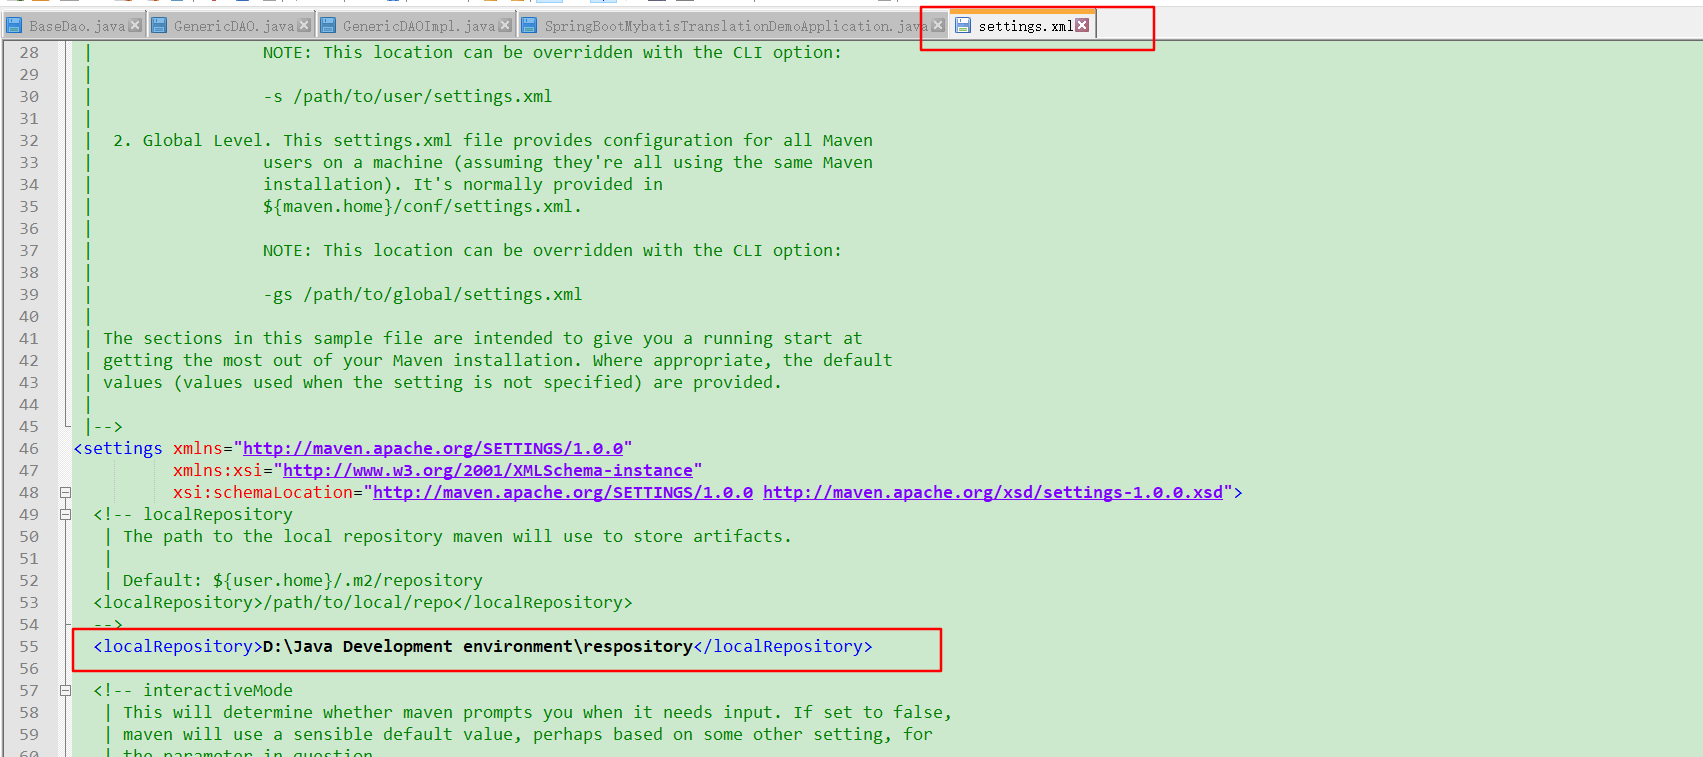 BaseDao.java GenericDAO.java GenericDAOImpl.java SpringBootMybatisTranslationDemoApplication.java settings.xml
28 | NOTE: This location can be overridden with the CLI option:
29 |
30 | -s /path/to/user/settings.xml
31 |
32 | 2. Global Level. This settings.xml file provides configuration for all Maven
33 | users on a machine (assuming they're all using the same Maven
34 | installation). It's normally provided in
35 | ${maven.home}/conf/settings.xml.
36 |
37 | NOTE: This location can be overridden with the CLI option:
38 |
39 | -gs /path/to/global/settings.xml
40 |
41 | The sections in this sample file are intended to give you a running start at
42 | getting the most out of your Maven installation. Where appropriate, the default
43 | values (values used when the setting is not specified) are provided.
44 |
45 |-->
46 <settings xmlns="http://maven.apache.org/SETTINGS/1.0.0"
47 xmlns:xsi="http://www.w3.org/2001/XMLSchema-instance"
48 xsi:schemaLocation="http://maven.apache.org/SETTINGS/1.0.0 http://maven.apache.org/xsd/settings-1.0.0.xsd">
49 <!-- localRepository
50 | The path to the local repository maven will use to store artifacts.
51 |
52 | Default: ${user.home}/.m2/repository
53 <localRepository>/path/to/local/repo</localRepository>
54 -->
55 <localRepository>D:\Java Development environment\respository</localRepository>
56
57 <!-- interactiveMode
58 | This will determine whether maven prompts you when it needs input. If set to false,
59 | maven will use a sensible default value, perhaps based on some other setting, for
60 | the parameter in question.